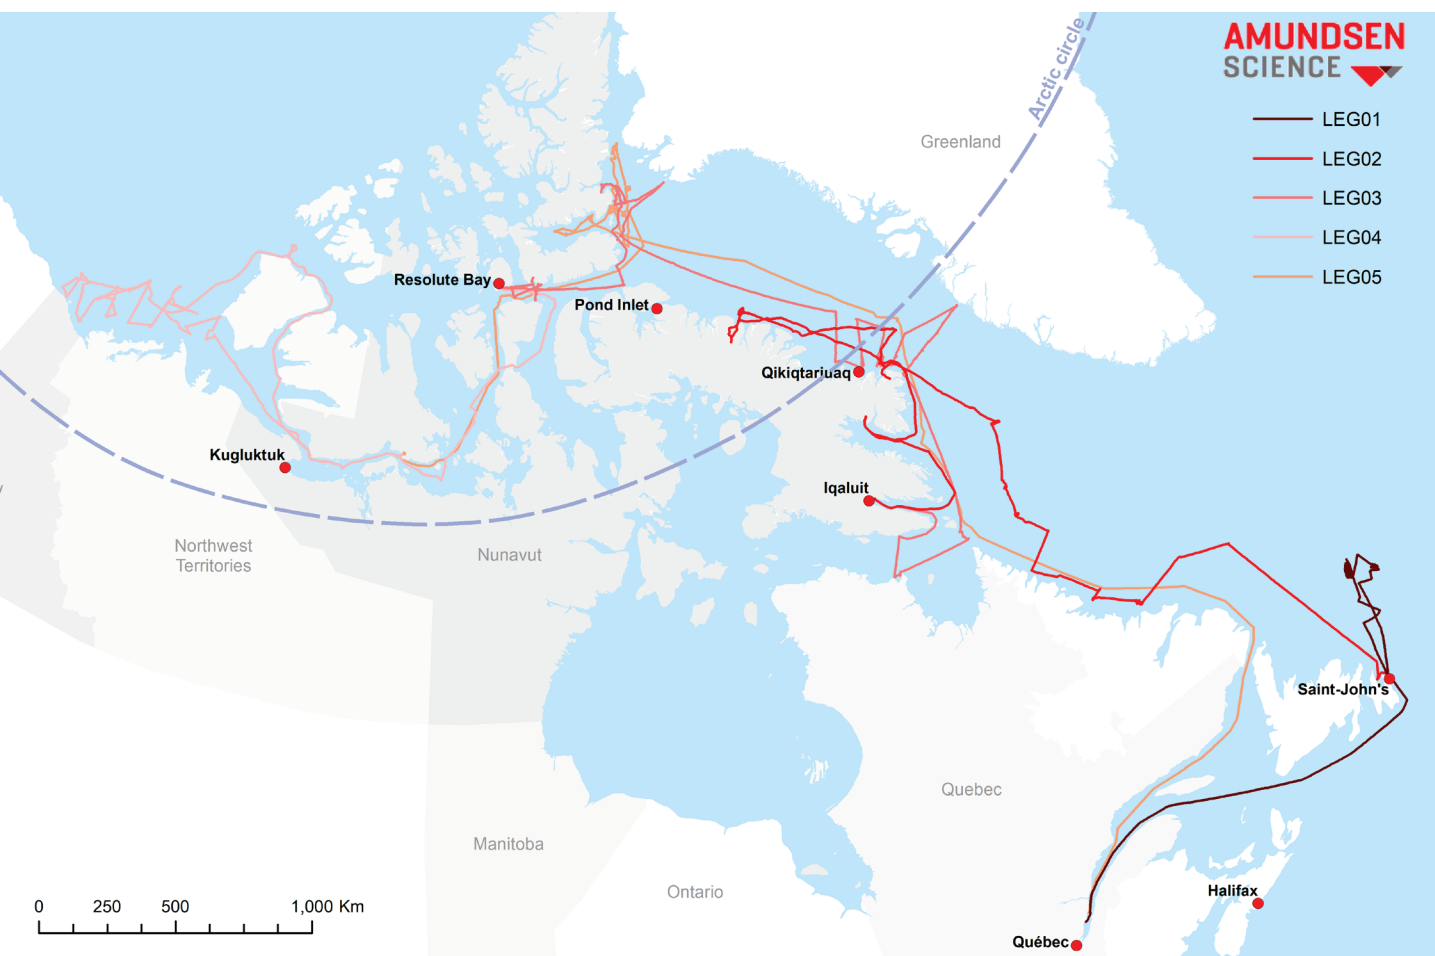 AMUNDSEN
SCIENCE
Arctic circle
LEG01
Greenland
LEG02
LEG03
LEG04
LEG05
Resolute Bay
Pond Inlet
Qikiqtariuaq
Kugluktuk
Iqaluit
Northwest
Territories
Nunavut
Saint-John's
Quebec
Manitoba
Ontario
Halifax
Québec
0 250 500 1,000 Km